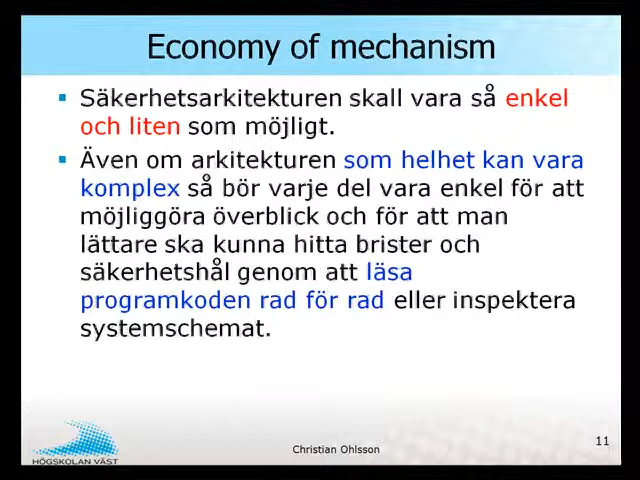 Economy of mechanism
Säkerhetsarkitekturen skall vara så enkel
och liten som möjligt.
Även om arkitekturen som helhet kan vara
komplex så bör varje del vara enkel för att
möjliggöra överblick och för att man
lättare ska kunna hitta brister och
säkerhetshål genom att läsa
programkoden rad för rad eller inspektera
systemschemat.
HÖGSKOLAN VÄST
Christian Ohlsson
11